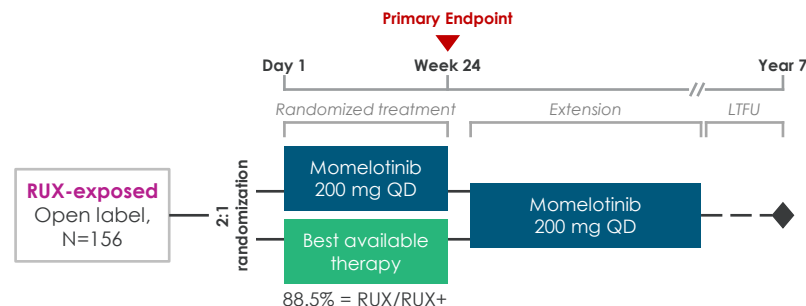 Primary Endpoint
Day 1
Week 24
Year 7
Randomized treatment
Extension
LTFU
RUX-exposed
Open label,
N=156
2:1
randomization
Momelotinib
200 mg QD
Best available
therapy
88.5% = RUX/RUX+
Momelotinib
200 mg QD